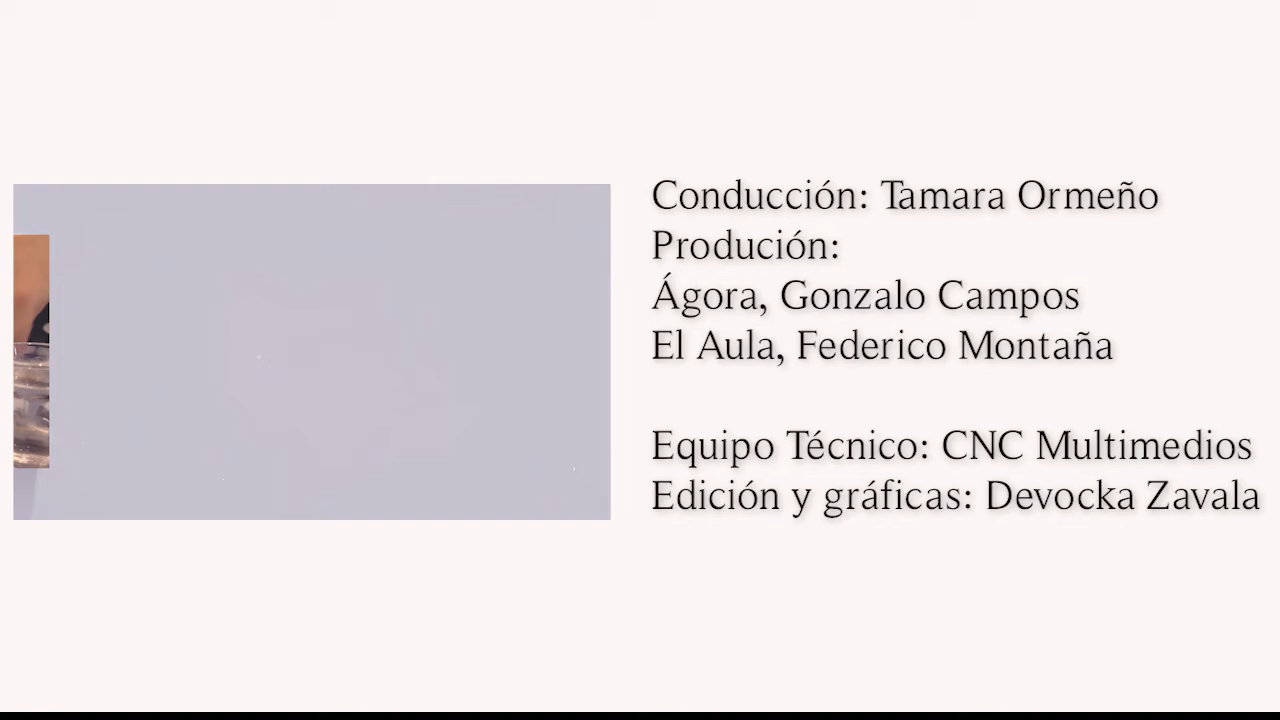 Conducción: Tamara Ormeño
Produción:
Ágora, Gonzalo Campos
El Aula, Federico Montaña
Equipo Técnico: CNC Multimedios
Edición y gráficas: Devocka Zavala